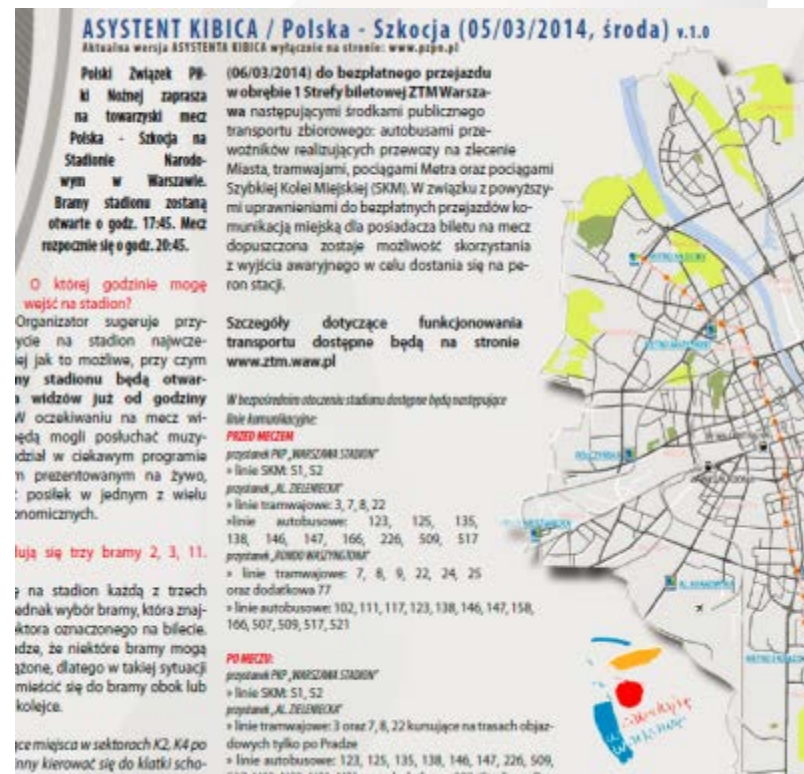 ASYSTENT KIBICA / Polska - Szkocja (05/03/2014, środa) v.1.0
Aktualna wersja ASYSTENTA KIBICA wyłącznie na stronie: www.pzpn.pl
Polski Związek Pił-
ki Nożnej zaprasza
na towarzyski mecz
Polska - Szkocja na
Stadionie Narodo-
wym w Warszawie.
Bramy stadionu zostaną
otwarte o godz. 17:45. Mecz
rozpocznie się o godz. 20:45.
O której godzinie mogę
wejść na stadion?
Organizator sugeruje przy-
ycie na stadion najwcze-
iej jak to możliwe, przy czym
my stadionu będą otwar-
a widzów już od godziny
W oczekiwaniu na mecz wi-
będą mogli posłuchać muzy-
dział w ciekawym programie
m prezentowanym na żywo,
ć posiłek w jednym z wielu
onomicznych.
dują się trzy bramy 2, 3, 11.
ę na stadion każdą z trzech
ednak wybór bramy, która znaj-
ektora oznaczonego na bilecie.
adze, że niektóre bramy mogą
ążone, dlatego w takiej sytuacji
mieścić się do bramy obok lub
kolejce.
ące miejsca w sektorach K2, K4 po
inny kierować się do klatki scho-
(06/03/2014) do bezpłatnego przejazdu
w obrębie 1 Strefy biletowej ZTM Warsza-
wa następującymi środkami publicznego
transportu zbiorowego: autobusami prze-
woźników realizujących przewozy na zlecenie
Miasta, tramwajami, pociągami Metra oraz pociągami
Szybkiej Kolei Miejskiej (SKM). W związku z powyższy-
mi uprawnieniami do bezpłatnych przejazdów ko-
munikacją miejską dla posiadacza biletu na mecz
dopuszczona zostaje możliwość skorzystania
z wyjścia awaryjnego w celu dostania się na pe-
ron stacji.
Szczegóły dotyczące funkcjonowania
transportu dostępne będą na stronie
www.ztm.waw.pl
W bezpośrednim otoczeniu stadionu dostępne będą następujące
linie komunikacyjne:
PRZED MECZEM
przystanek PKP „WARSZAWA STADION"
» linie SKM: S1, S2
przystanek „AL. ZIELENIECKA"
» linie tramwajowe: 3, 7, 8, 22
»linie autobusowe: 123, 125, 135,
138, 146, 147, 166, 226, 509, 517
przystanek „RONDO WASZYNGTONA"
» linie tramwajowe: 7, 8, 9, 22, 24, 25
oraz dodatkowa 77
» linie autobusowe: 102, 111, 117, 123, 138, 146, 147, 158,
166, 507, 509, 517, 521
PO MECZU:
przystanek PKP „WARSZAWA STADION"
» linie SKM: S1, S2
przystanek „AL. ZIELENIECKA"
» linie tramwajowe: 3 oraz 7, 8, 22 kursujące na trasach objaz-
dowych tylko po Pradze
» linie autobusowe: 123, 125, 135, 138, 146, 147, 226, 509,
METRO MŁOCINY
METRO MARYMONT
POŁCZYŃSKA
AL. KRAKOWSKA